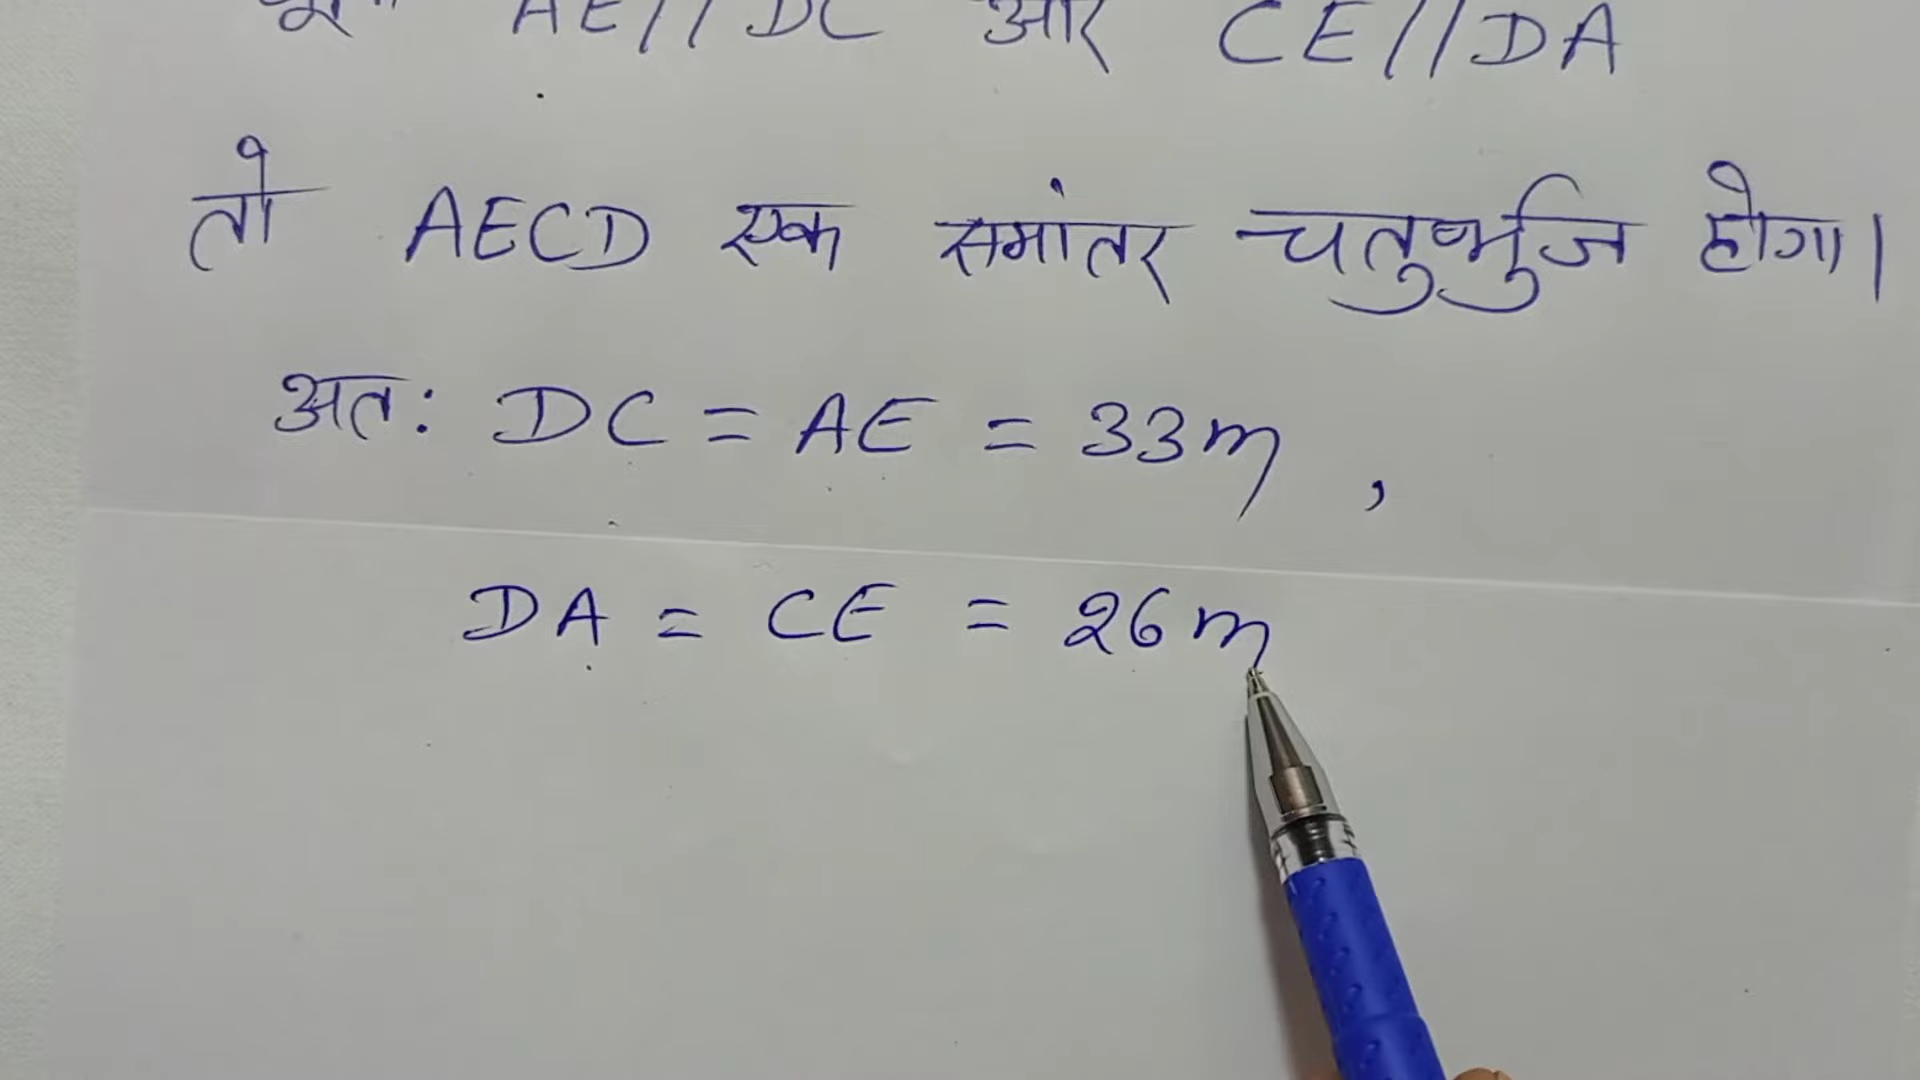 AE//DC और CE//DA
तो AECD एक समांतर चतुर्भुज होगा।
अत: DC = AE = 33m,
DA = CE = 26m